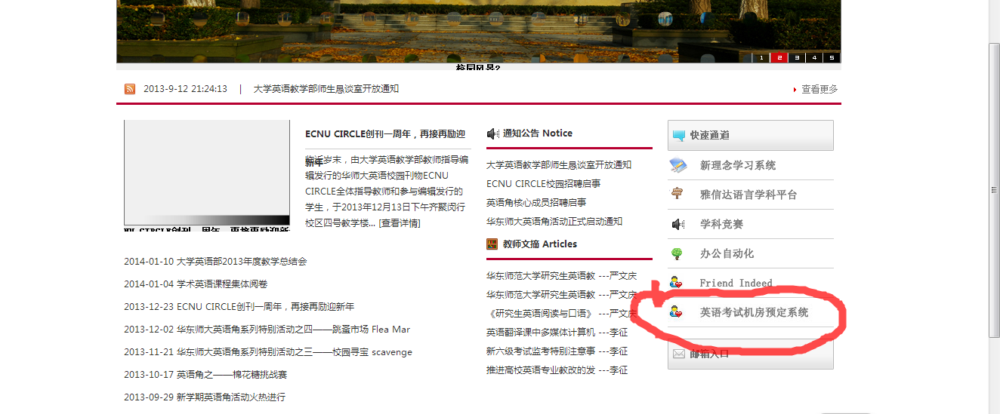 1 2 3 4 5
校园风景2
2013-9-12 21:24:13 | 大学英语教学部师生恳谈室开放通知
查看更多
ECNU CIRCLE创刊一周年，再接再励迎
新年
临近岁末，由大学英语教学部教师指导编
辑发行的华师大英语校园刊物ECNU
CIRCLE全体指导教师和参与编辑发行的
学生，于2013年12月13日下午齐聚闵行
校区四号教学楼... [查看详情]
CIRCLE创刊一周年，再接再励迎新
2014-01-10 大学英语部2013年度教学总结会
2014-01-04 学术英语课程集体阅卷
2013-12-23 ECNU CIRCLE创刊一周年，再接再励迎新年
2013-12-02 华东师大英语角系列特别活动之四——跳蚤市场 Flea Mar
2013-11-21 华东师大英语角系列特别活动之三——校园寻宝 scavenge
2013-10-17 英语角之——棉花糖挑战赛
2013-09-29 新学期英语角活动火热进行
通知公告 Notice
大学英语教学部师生恳谈室开放通知
ECNU CIRCLE校园招聘启事
英语角核心成员招聘启事
华东师大英语角活动正式启动通知
教师文摘 Articles
华东师范大学研究生英语教 ---严文庆
华东师范大学研究生英语教 ---严文庆
《研究生英语阅读与口语》 ---严文庆
英语翻译课中多媒体计算机 ---李征
新六级考试监考特别注意事 ---李征
推进高校英语专业教改的发 ---李征
快速通道
新理念学习系统
雅信达语言学科平台
学科竞赛
办公自动化
Friend Indeed
英语考试机房预定系统
邮箱入口